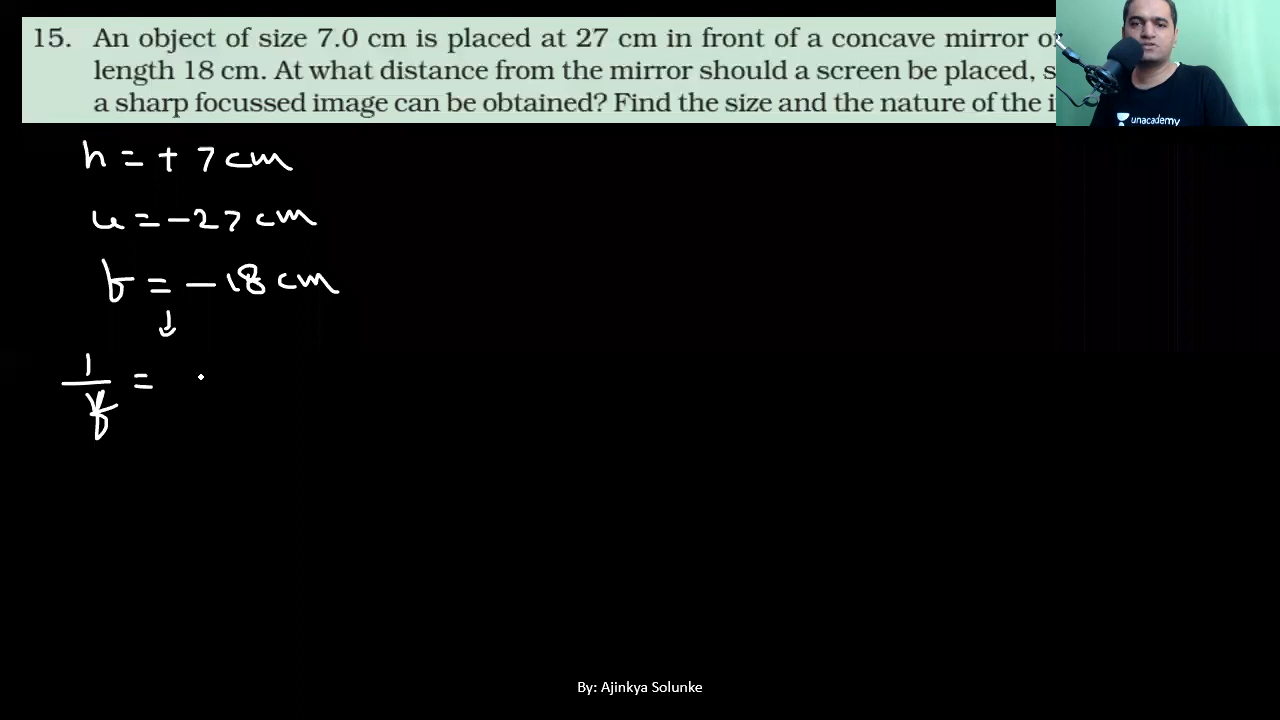 15. An object of size 7.0 cm is placed at 27 cm in front of a concave mirror of
length 18 cm. At what distance from the mirror should a screen be placed, s
a sharp focussed image can be obtained? Find the size and the nature of the i
unacademy
h = + 7 cm
u = - 27 cm
f = - 18 cm
↓
1/f =
By: Ajinkya Solunke